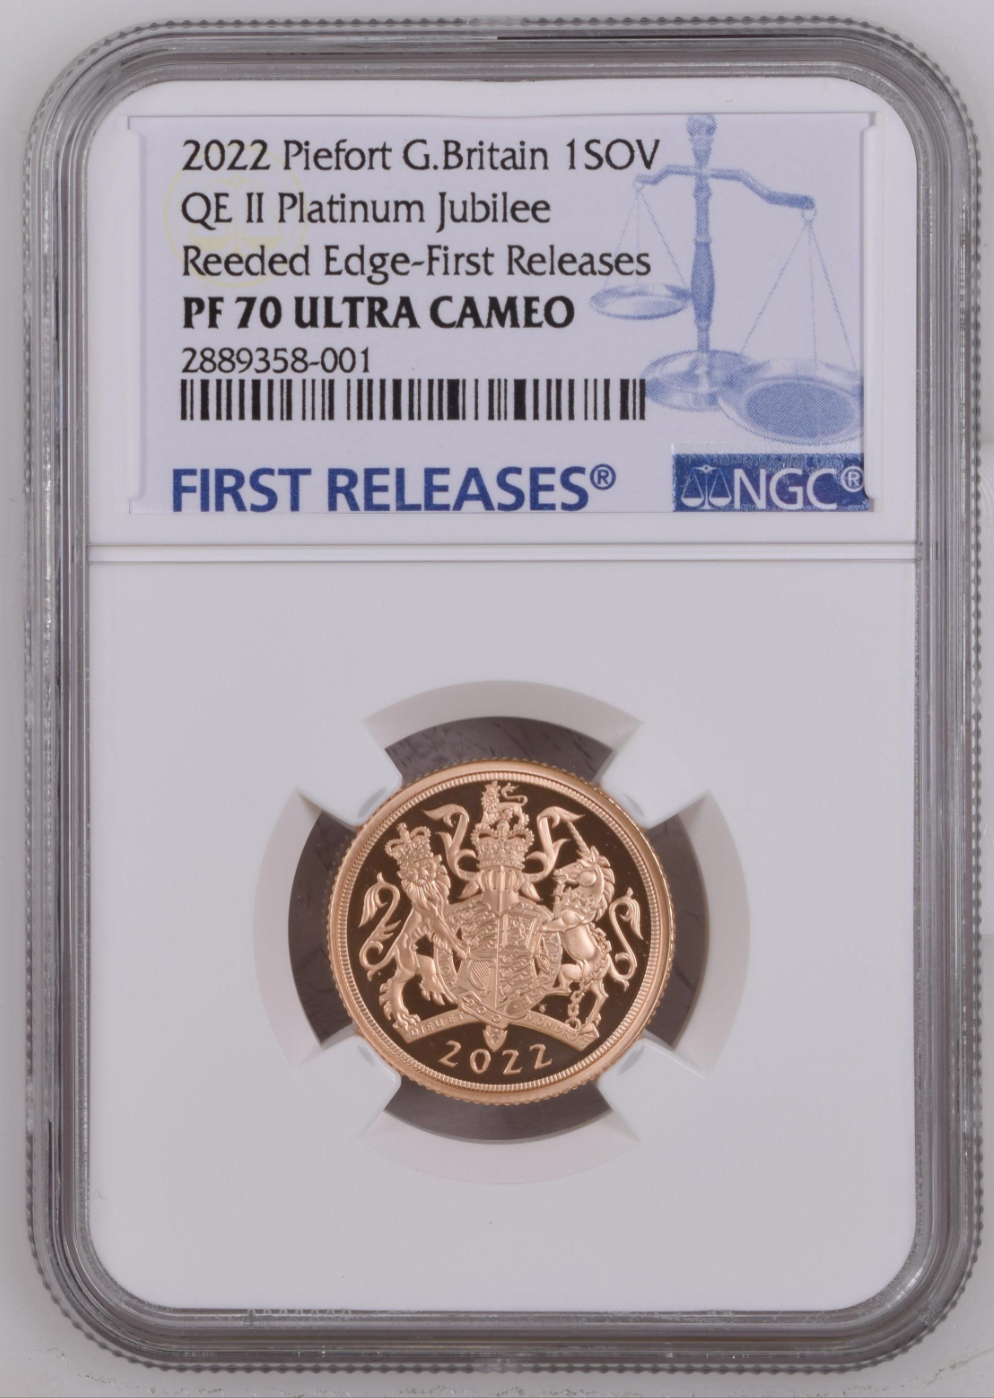 2022 Piefort G.Britain 1SOV
QE II Platinum Jubilee
Reeded Edge-First Releases
PF 70 ULTRA CAMEO
2889358-001
FIRST RELEASES®
NGC®
2022